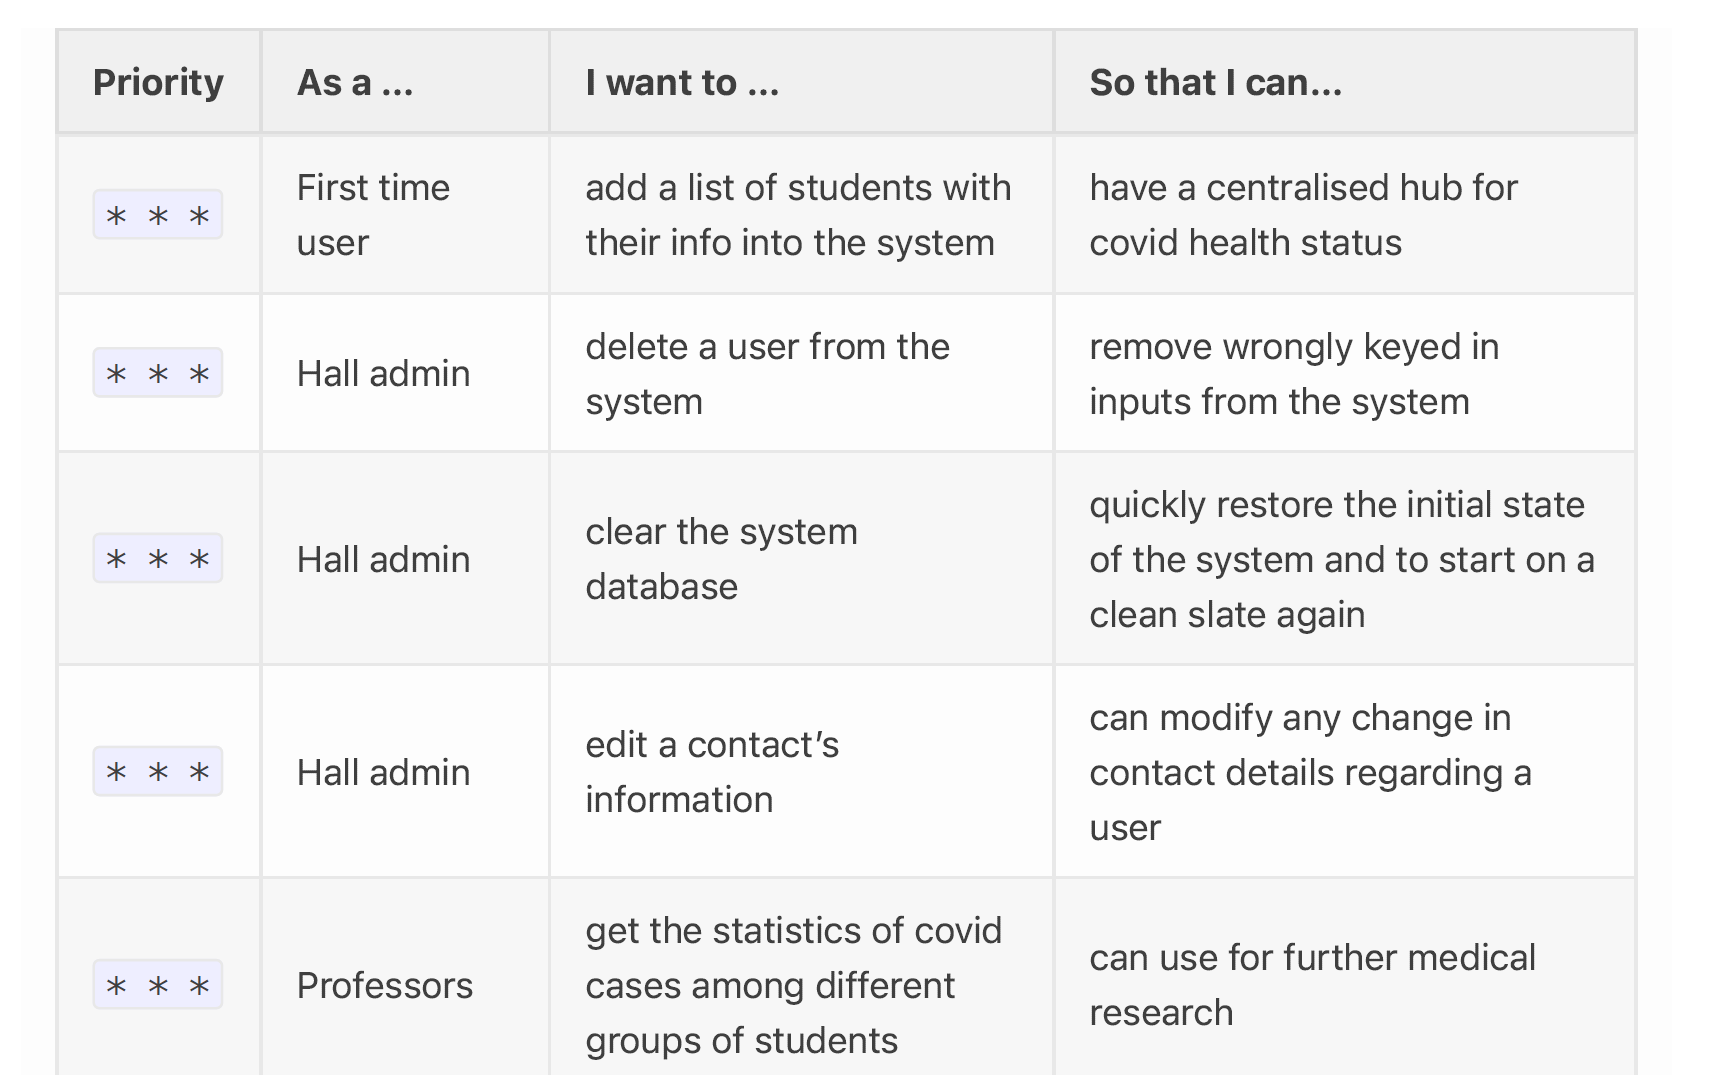 Priority
As a ...
I want to ...
So that I can...
* * *
First time
user
add a list of students with
their info into the system
have a centralised hub for
covid health status
* * *
Hall admin
delete a user from the
system
remove wrongly keyed in
inputs from the system
* * *
Hall admin
clear the system
database
quickly restore the initial state
of the system and to start on a
clean slate again
* * *
Hall admin
edit a contact’s
information
can modify any change in
contact details regarding a
user
* * *
Professors
get the statistics of covid
cases among different
groups of students
can use for further medical
research